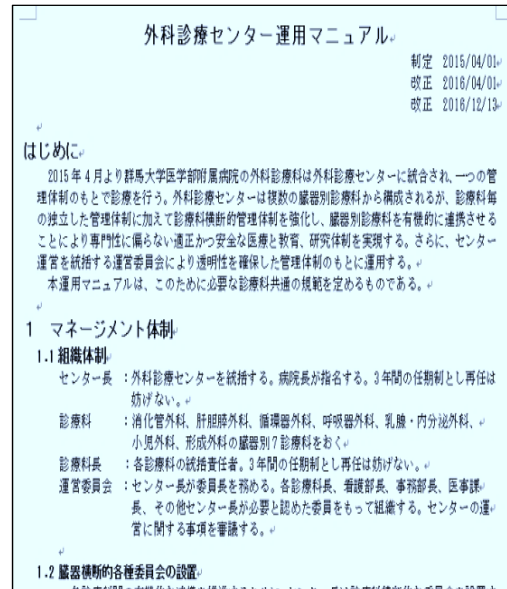 外科診療センター運用マニュアル
制定 2015/04/01
改正 2016/04/01
改正 2016/12/13
はじめに
2015年4月より群馬大学医学部附属病院の外科診療科は外科診療センターに統合され、一つの管
理体制のもとで診療を行う。外科診療センターは複数の臓器別診療科から構成されるが、診療科毎
の独立した管理体制に加えて診療科横断的管理体制を強化し、臓器別診療科を有機的に連携させる
ことにより専門性に偏らない適正かつ安全な医療と教育、研究体制を実現する。さらに、センター
運営を統括する運営委員会により透明性を確保した管理体制のもとに運用する。
本運用マニュアルは、このために必要な診療科共通の規範を定めるものである。
1 マネージメント体制
1.1 組織体制
センター長 ：外科診療センターを統括する。病院長が指名する。3年間の任期制とし再任は
妨げない。
診療科 ：消化管外科、肝胆膵外科、循環器外科、呼吸器外科、乳腺・内分泌外科、
小児外科、形成外科の臓器別7診療科をおく
診療科長 ：各診療科の統括責任者。3年間の任期制とし再任は妨げない。
運営委員会 ：センター長が委員長を務める。各診療科長、看護部長、事務部長、医事課
長、その他センター長が必要と認めた委員をもって組織する。センターの運
営に関する事項を審議する。
1.2 臓器横断的各種委員会の設置